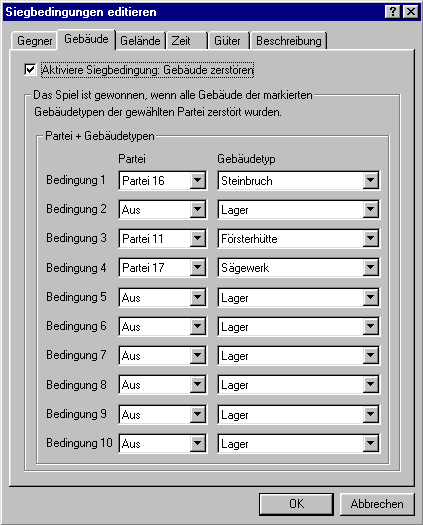 Siegbedingungen editieren
Gegner Gebäude Gelände Zeit Güter Beschreibung
Aktiviere Siegbedingung: Gebäude zerstören
Das Spiel ist gewonnen, wenn alle Gebäude der markierten
Gebäudetypen der gewählten Partei zerstört wurden.
Partei + Gebäudetypen
Partei Gebäudetyp
Bedingung 1 Partei 16 Steinbruch
Bedingung 2 Aus Lager
Bedingung 3 Partei 11 Försterhütte
Bedingung 4 Partei 17 Sägewerk
Bedingung 5 Aus Lager
Bedingung 6 Aus Lager
Bedingung 7 Aus Lager
Bedingung 8 Aus Lager
Bedingung 9 Aus Lager
Bedingung 10 Aus Lager
OK Abbrechen